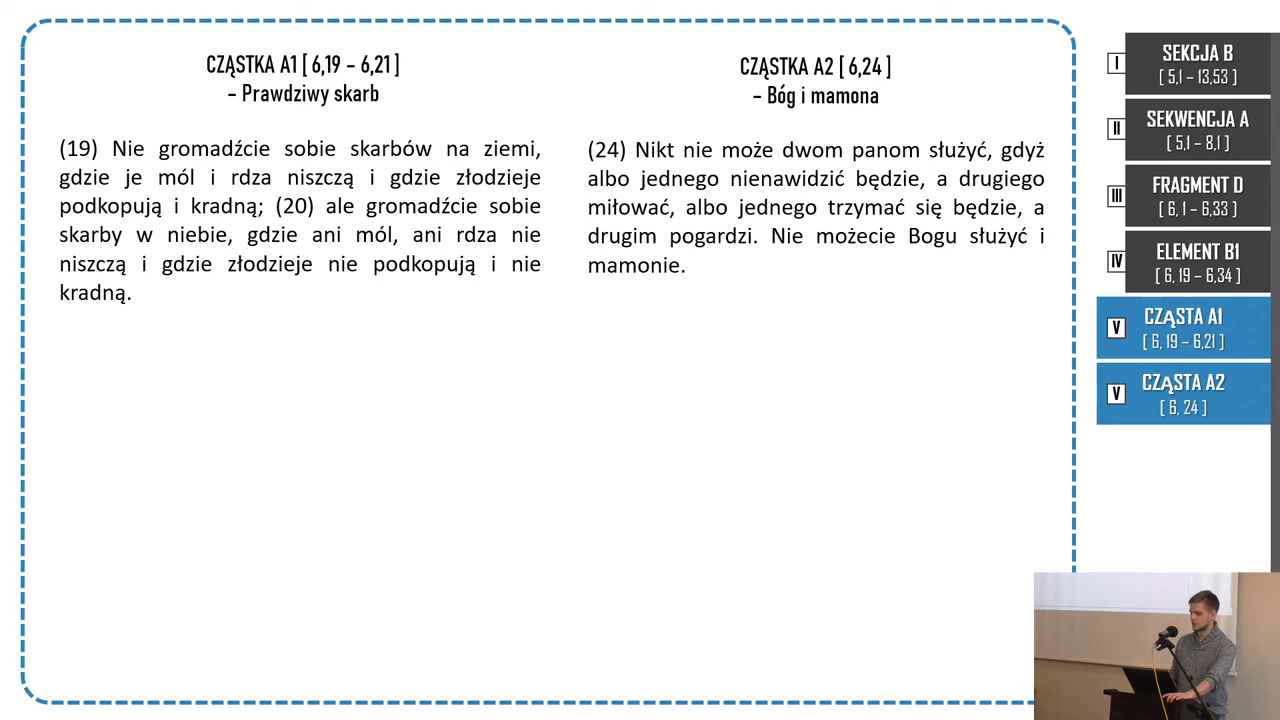 CZĄSTKA A1 [ 6,19 – 6,21 ]
– Prawdziwy skarb
(19) Nie gromadźcie sobie skarbów na ziemi,
gdzie je mól i rdza niszczą i gdzie złodzieje
podkopują i kradną; (20) ale gromadźcie sobie
skarby w niebie, gdzie ani mól, ani rdza nie
niszczą i gdzie złodzieje nie podkopują i nie
kradną.
CZĄSTKA A2 [ 6,24 ]
– Bóg i mamona
(24) Nikt nie może dwom panom służyć, gdyż
albo jednego nienawidzić będzie, a drugiego
miłować, albo jednego trzymać się będzie, a
drugim pogardzi. Nie możecie Bogu służyć i
mamonie.
I
SEKCJA B
[ 5,1 – 13,53 ]
II
SEKWENCJA A
[ 5,1 – 8,1 ]
III
FRAGMENT D
[ 6, 1 – 6,33 ]
IV
ELEMENT B1
[ 6, 19 – 6,34 ]
V
CZĄSTA A1
[ 6, 19 – 6,21 ]
V
CZĄSTA A2
[ 6, 24 ]